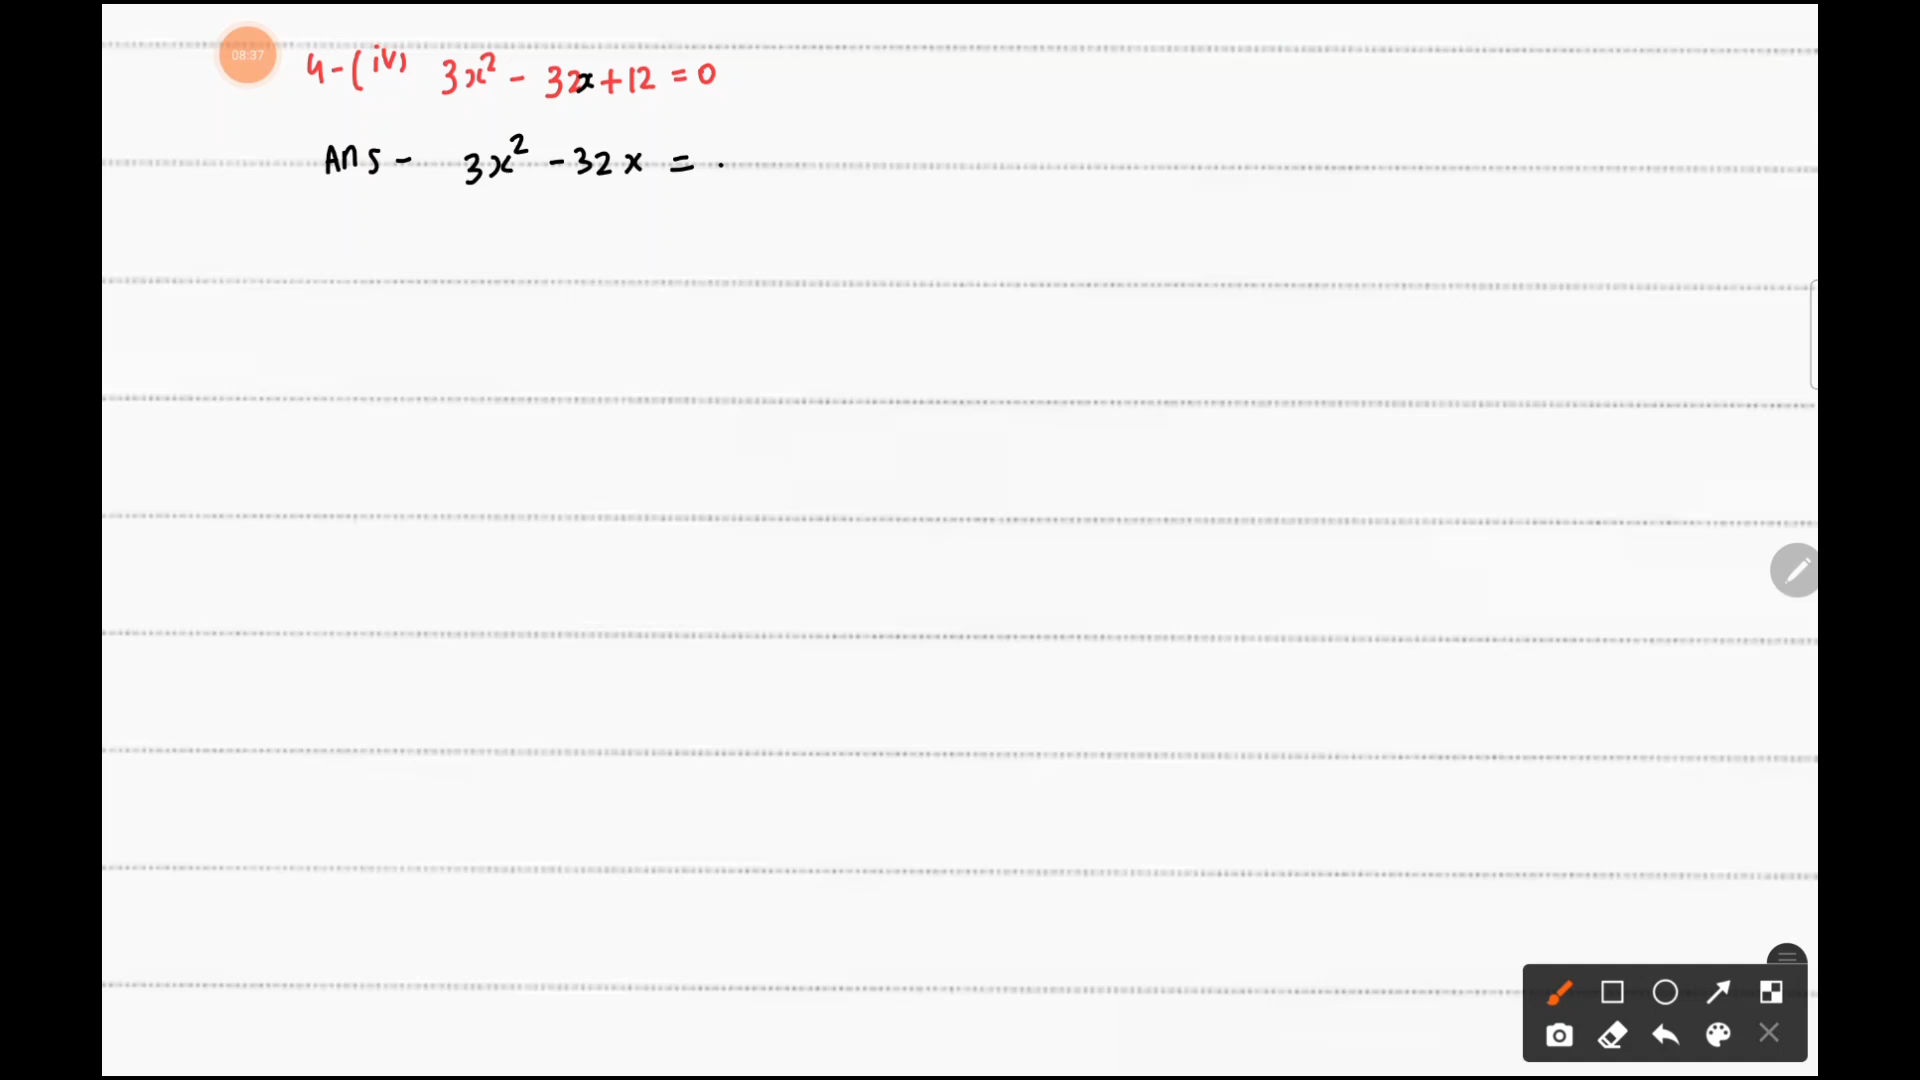 08:37
4-(iv) 3x² - 32x + 12 = 0
Ans - 3x² - 32x = .